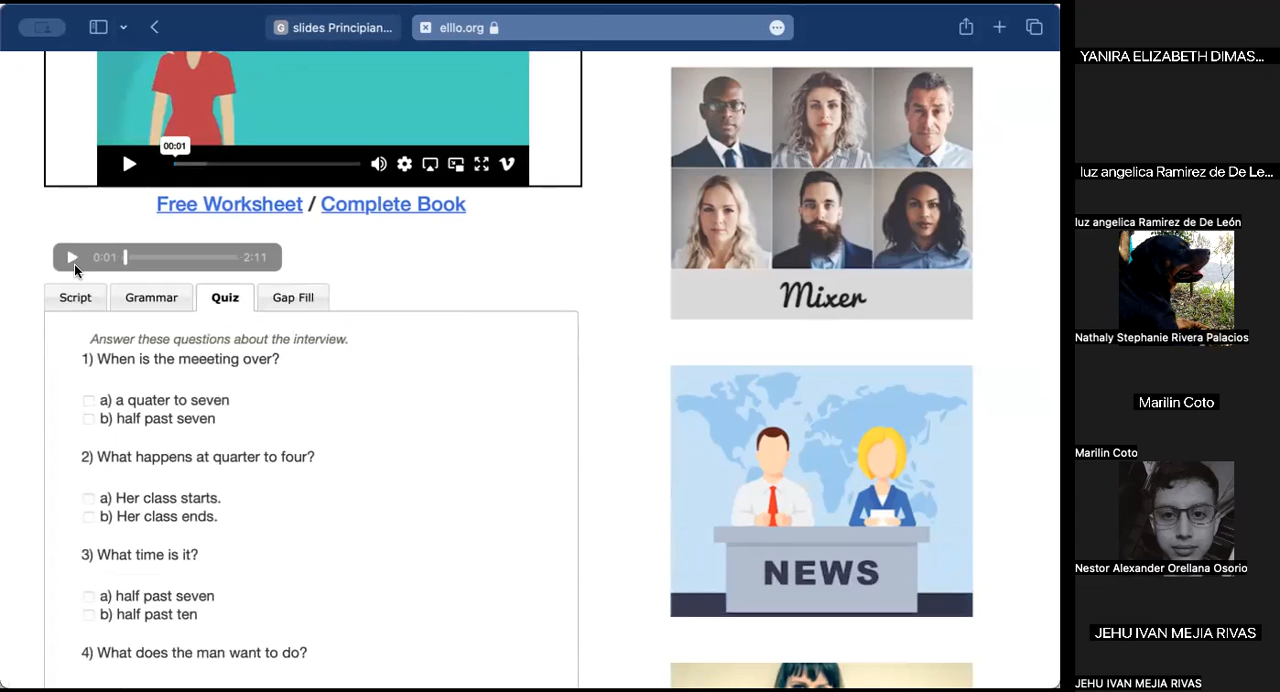 slides Principian...
elllo.org
00:01
Free Worksheet / Complete Book
0:01
-2:11
Script
Grammar
Quiz
Gap Fill
Answer these questions about the interview.
1) When is the meeeting over?
a) a quater to seven
b) half past seven
2) What happens at quarter to four?
a) Her class starts.
b) Her class ends.
3) What time is it?
a) half past seven
b) half past ten
4) What does the man want to do?
Mixer
NEWS
YANIRA ELIZABETH DIMAS...
luz angelica Ramirez de De Le...
luz angelica Ramirez de De León
Nathaly Stephanie Rivera Palacios
Marilin Coto
Marilin Coto
Nestor Alexander Orellana Osorio
JEHU IVAN MEJIA RIVAS
JEHU IVAN MEJIA RIVAS